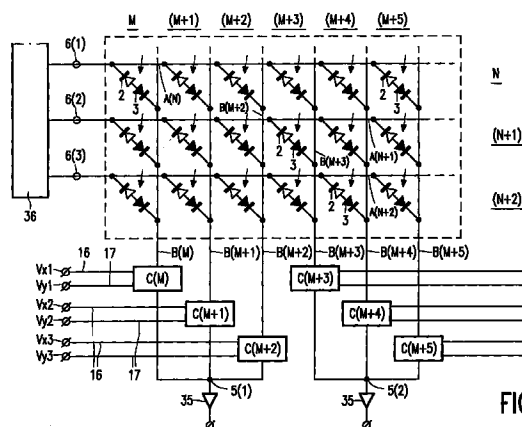 M (M+1) (M+2) (M+3) (M+4) (M+5)
6(1)
N
2 3 A(N) B(M+2) 2 3
6(2)
2 3 B(M+3) A(N+1)
(N+1)
6(3)
2 3 A(N+2)
(N+2)
36
B(M) B(M+1) B(M+2) B(M+3) B(M+4) B(M+5)
Vx1 16 17 C(M) C(M+3)
Vy1
Vx2 C(M+1) C(M+4)
Vy2
Vx3 C(M+2) C(M+5)
Vy3
16 17
5(1) 5(2)
35 35
FIG